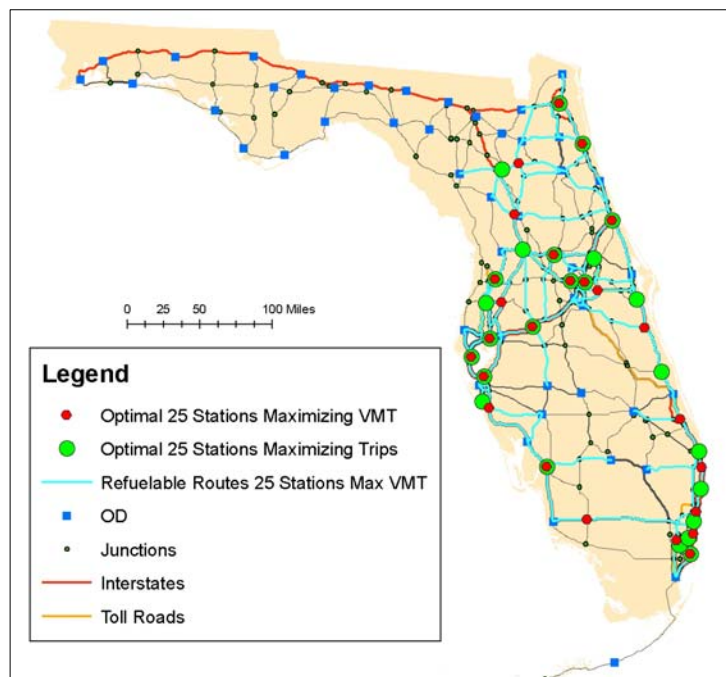 0 25 50 100 Miles
Legend
Optimal 25 Stations Maximizing VMT
Optimal 25 Stations Maximizing Trips
Refuelable Routes 25 Stations Max VMT
OD
Junctions
Interstates
Toll Roads